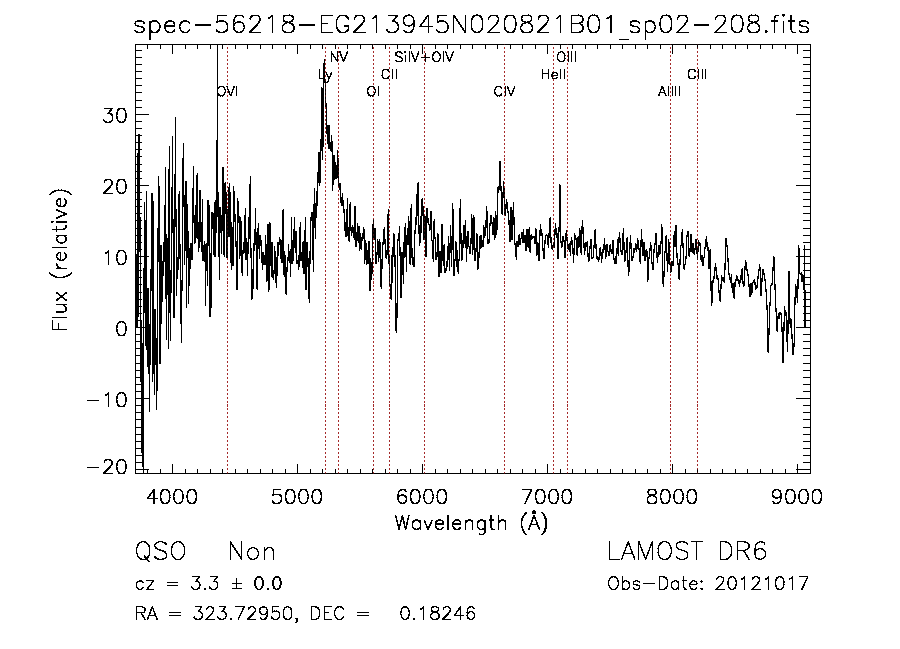 spec-56218-EG213945N020821B01_sp02-208.fits
NV SiIV+OIV OIII
Ly CII HeII CIII
OVI OI CIV AlIII
30
20
10
0
-10
-20
Flux (relative)
4000 5000 6000 7000 8000 9000
Wavelength (Å)
QSO Non LAMOST DR6
cz = 3.3 ± 0.0 Obs-Date: 20121017
RA = 323.72950, DEC = 0.18246